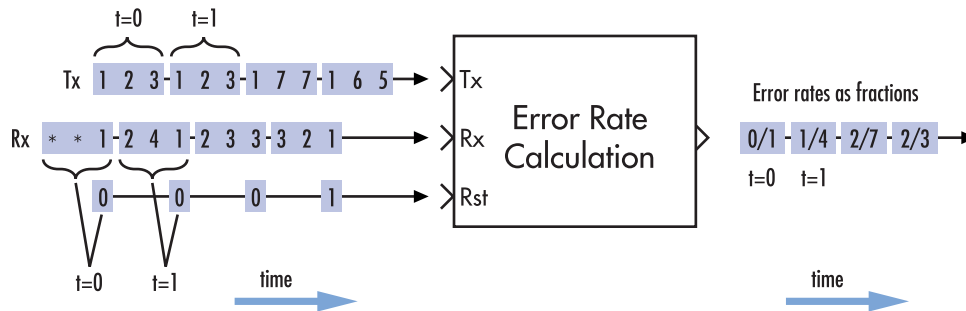 t=0 t=1
Tx 1 2 3 1 2 3 1 7 7 1 6 5
Rx * * 1 2 4 1 2 3 3 3 2 1
0 0 0 1
t=0 t=1
time
Tx
Rx
Rst
Error Rate
Calculation
Error rates as fractions
0/1 1/4 2/7 2/3
t=0 t=1
time